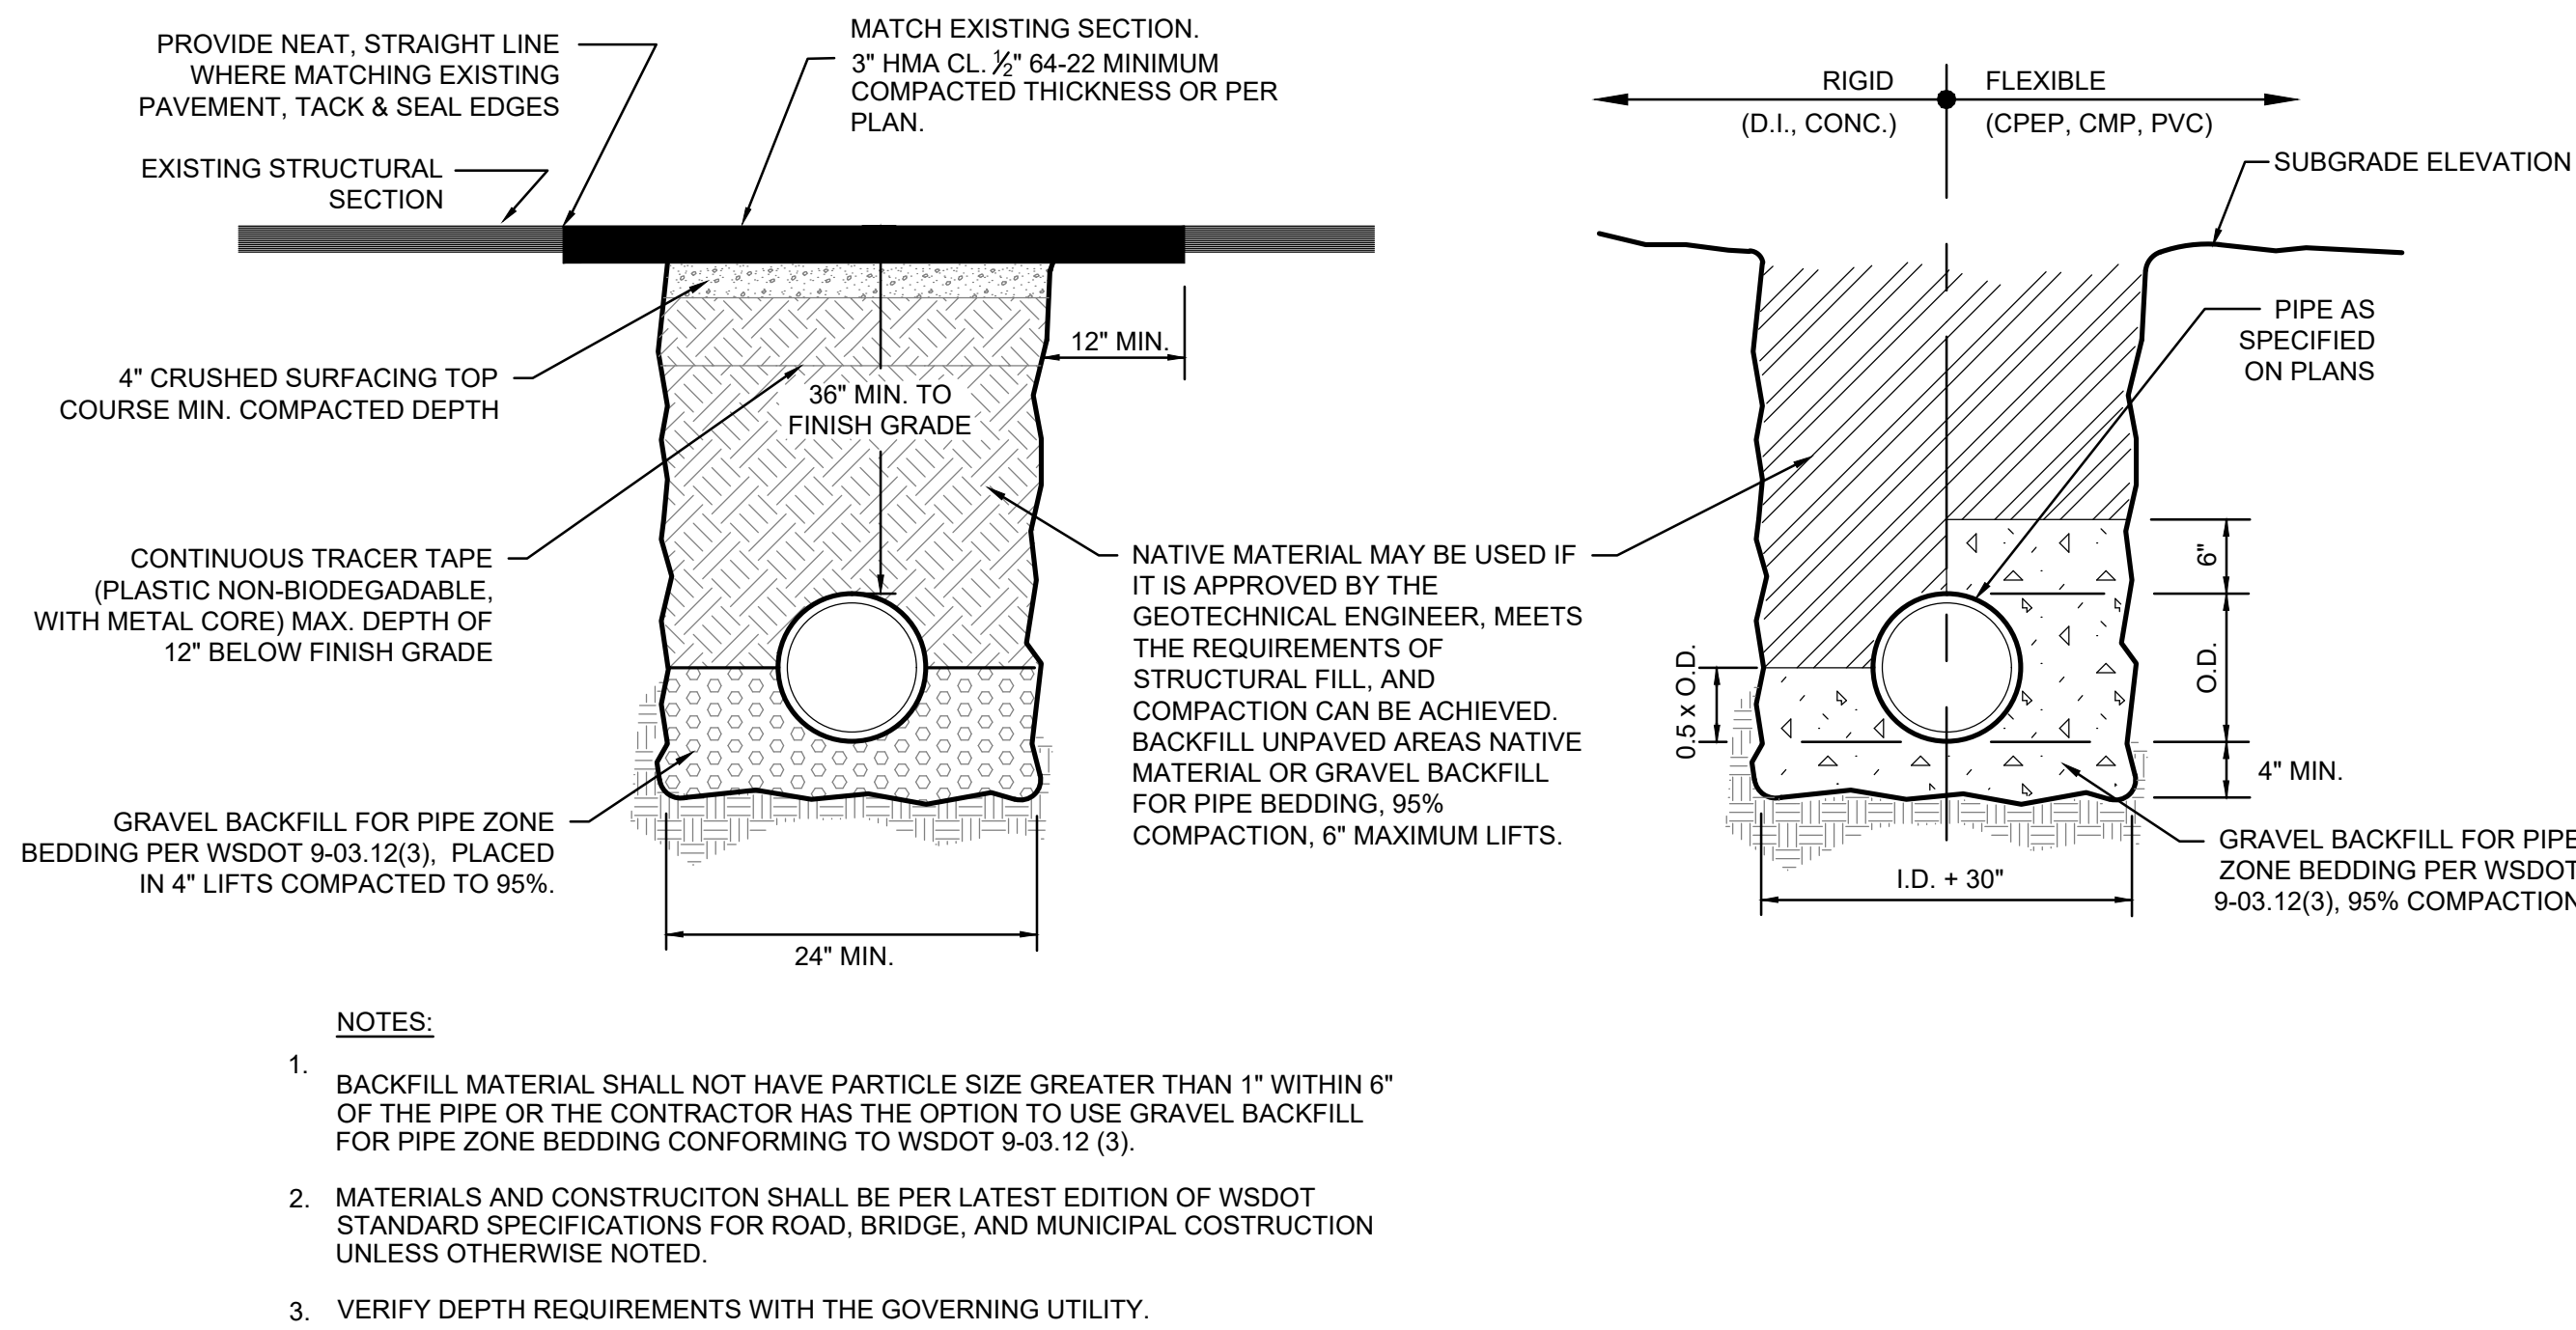 PROVIDE NEAT, STRAIGHT LINE
WHERE MATCHING EXISTING
PAVEMENT, TACK & SEAL EDGES
EXISTING STRUCTURAL
SECTION
MATCH EXISTING SECTION.
3" HMA CL. ½" 64-22 MINIMUM
COMPACTED THICKNESS OR PER
PLAN.
4" CRUSHED SURFACING TOP
COURSE MIN. COMPACTED DEPTH
12" MIN.
36" MIN. TO
FINISH GRADE
CONTINUOUS TRACER TAPE
(PLASTIC NON-BIODEGADABLE,
WITH METAL CORE) MAX. DEPTH OF
12" BELOW FINISH GRADE
GRAVEL BACKFILL FOR PIPE ZONE
BEDDING PER WSDOT 9-03.12(3), PLACED
IN 4" LIFTS COMPACTED TO 95%.
24" MIN.
NATIVE MATERIAL MAY BE USED IF
IT IS APPROVED BY THE
GEOTECHNICAL ENGINEER, MEETS
THE REQUIREMENTS OF
STRUCTURAL FILL, AND
COMPACTION CAN BE ACHIEVED.
BACKFILL UNPAVED AREAS NATIVE
MATERIAL OR GRAVEL BACKFILL
FOR PIPE BEDDING, 95%
COMPACTION, 6" MAXIMUM LIFTS.
RIGID
(D.I., CONC.)
FLEXIBLE
(CPEP, CMP, PVC)
SUBGRADE ELEVATION
PIPE AS
SPECIFIED
ON PLANS
6"
O.D.
0.5 x O.D.
4" MIN.
I.D. + 30"
GRAVEL BACKFILL FOR PIPE
ZONE BEDDING PER WSDOT
9-03.12(3), 95% COMPACTION
NOTES:
1.
BACKFILL MATERIAL SHALL NOT HAVE PARTICLE SIZE GREATER THAN 1" WITHIN 6"
OF THE PIPE OR THE CONTRACTOR HAS THE OPTION TO USE GRAVEL BACKFILL
FOR PIPE ZONE BEDDING CONFORMING TO WSDOT 9-03.12 (3).
2. MATERIALS AND CONSTRUCITON SHALL BE PER LATEST EDITION OF WSDOT
STANDARD SPECIFICATIONS FOR ROAD, BRIDGE, AND MUNICIPAL COSTRUCTION
UNLESS OTHERWISE NOTED.
3. VERIFY DEPTH REQUIREMENTS WITH THE GOVERNING UTILITY.